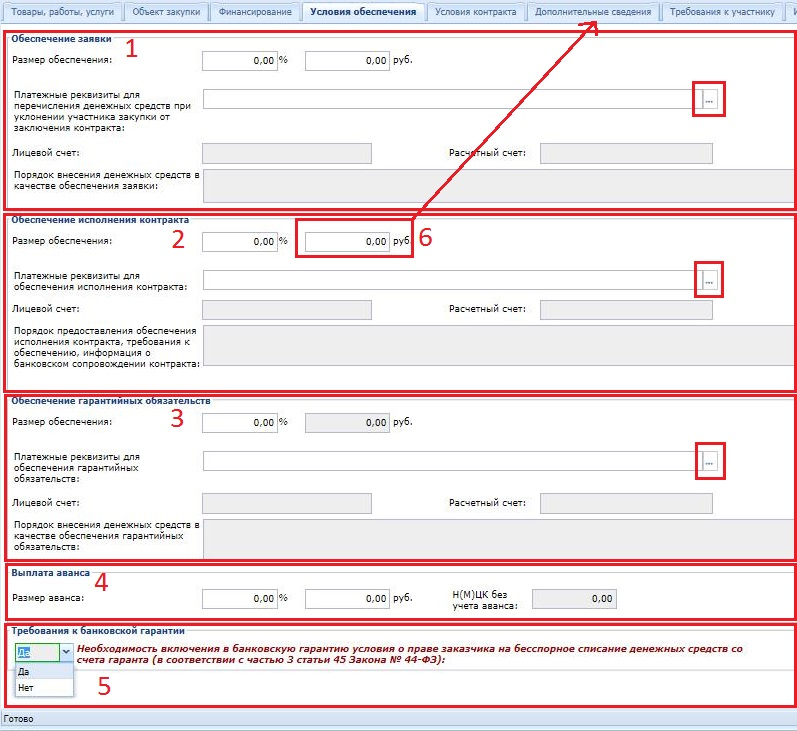 Товары, работы, услуги Объект закупки Финансирование Условия обеспечения Условия контракта Дополнительные сведения Требования к участнику
Обеспечение заявки
1
Размер обеспечения: 0,00 % 0,00 руб.
Платежные реквизиты для
перечисления денежных средств при
уклонении участника закупки от
заключения контракта:
...
Лицевой счет: Расчетный счет:
Порядок внесения денежных средств в
качестве обеспечения заявки:
Обеспечение исполнения контракта
2
Размер обеспечения: 0,00 % 0,00 руб. 6
Платежные реквизиты для
обеспечения исполнения контракта:
...
Лицевой счет: Расчетный счет:
Порядок предоставления обеспечения
исполнения контракта, требования к
обеспечению, информация о
банковском сопровождении контракта:
Обеспечение гарантийных обязательств
3
Размер обеспечения: 0,00 % 0,00 руб.
Платежные реквизиты для
обеспечения гарантийных
обязательств:
...
Лицевой счет: Расчетный счет:
Порядок внесения денежных средств в
качестве обеспечения гарантийных
обязательств:
Выплата аванса
4
Размер аванса: 0,00 % 0,00 руб. Н(М)ЦК без
учета аванса: 0,00
Требования к банковской гарантии
Да Необходимость включения в банковскую гарантию условия о праве заказчика на бесспорное списание денежных средств со
счета гаранта (в соответствии с частью 3 статьи 45 Закона № 44-ФЗ):
Да
Нет
5
Готово